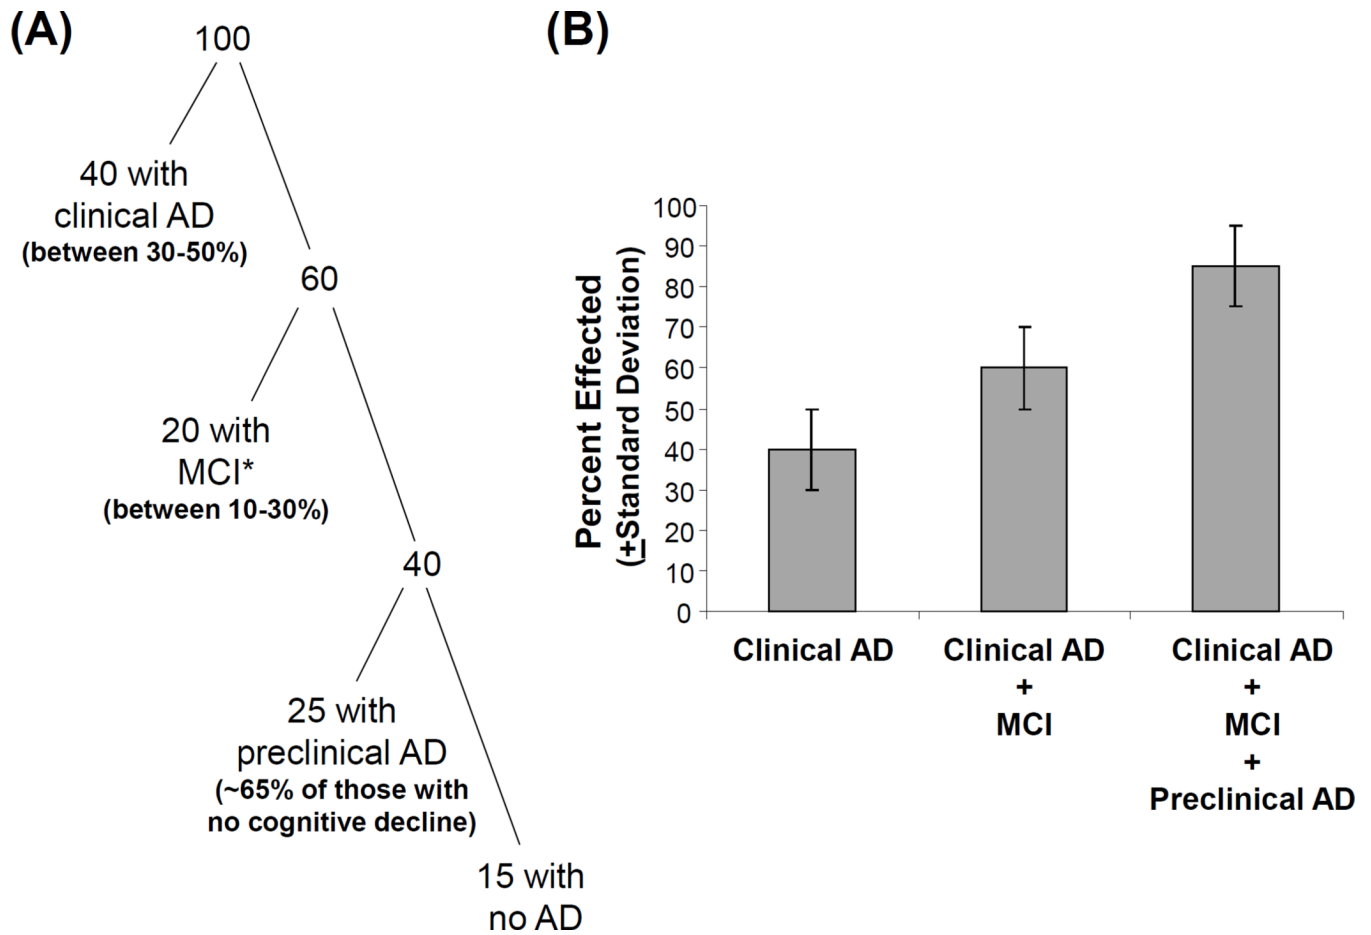 (A)
100
40 with
clinical AD
(between 30-50%)
60
20 with
MCI*
(between 10-30%)
40
25 with
preclinical AD
(~65% of those with
no cognitive decline)
15 with
no AD
(B)
Percent Effected
(±Standard Deviation)
100
90
80
70
60
50
40
30
20
10
0
Clinical AD
Clinical AD
+
MCI
Clinical AD
+
MCI
+
Preclinical AD